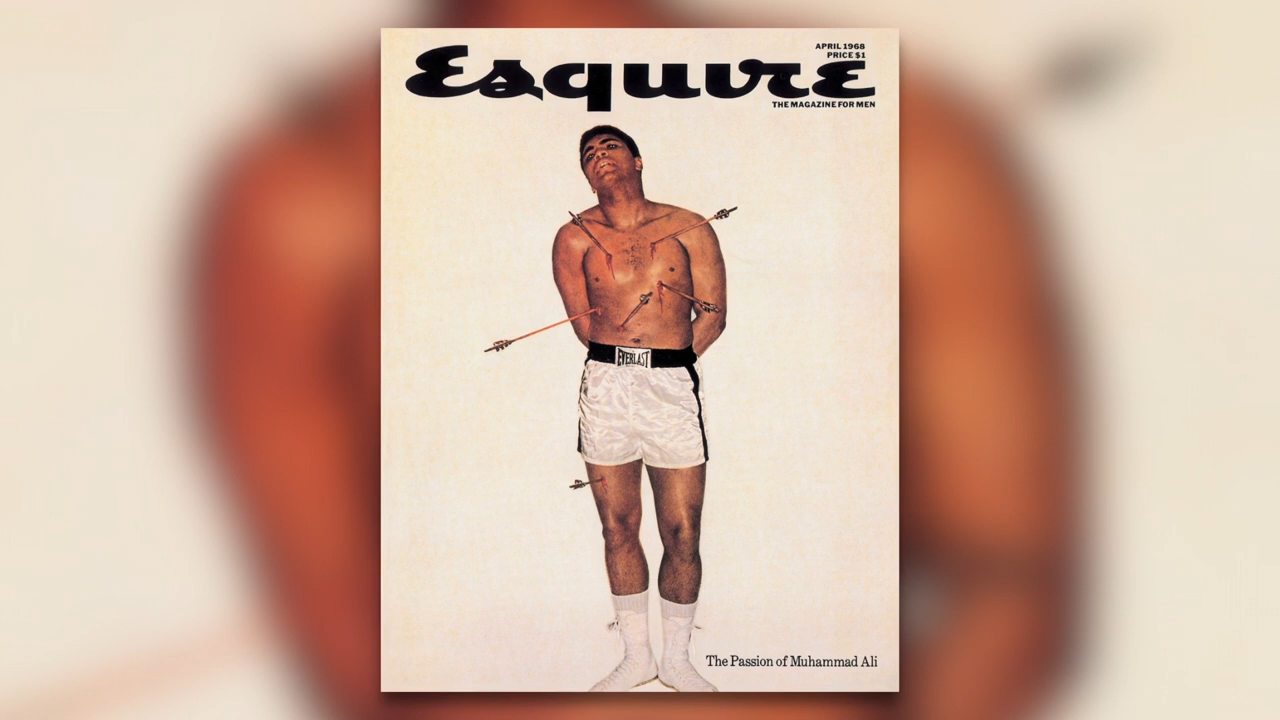 APRIL 1968
PRICE $1
Esquire
THE MAGAZINE FOR MEN
EVERLAST
The Passion of Muhammad Ali